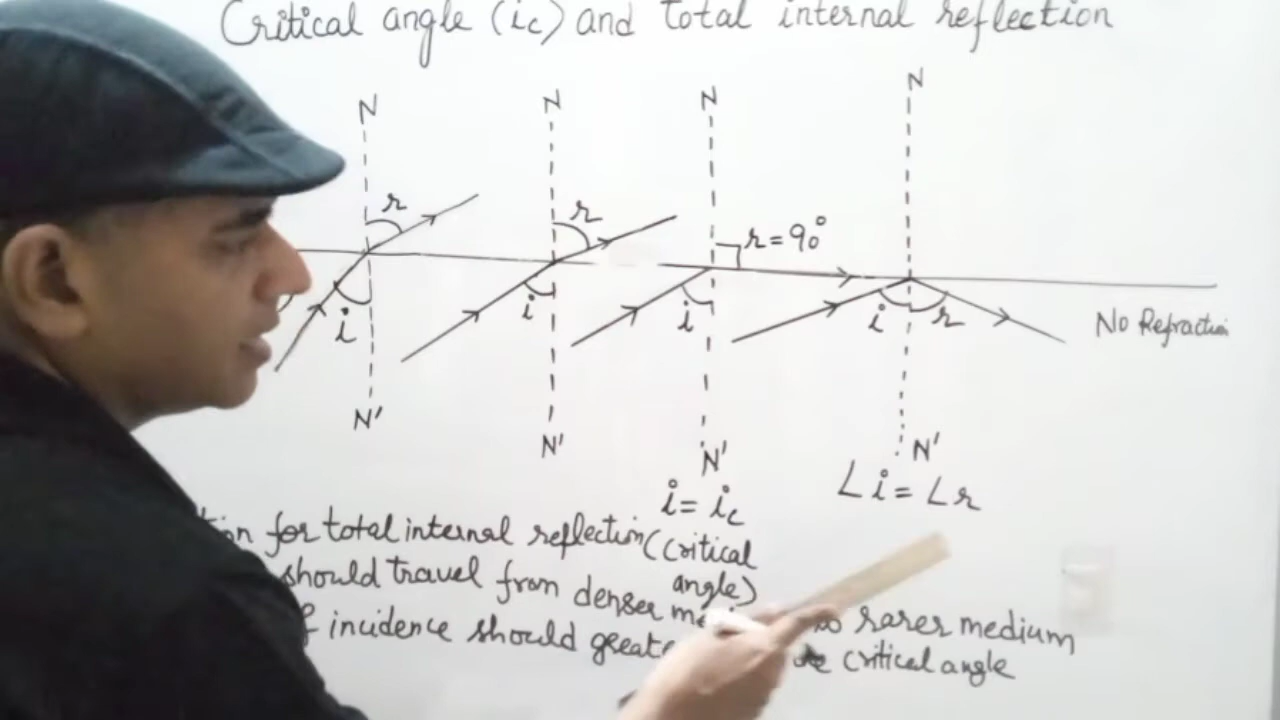 Critical angle (ic) and total internal reflection
N N N N
r r r = 90°
i i i i r
No Refraction
N' N' N' N'
i = ic ∠i = ∠r
for total internal reflection (Critical
angle)
should travel from denser rarer medium
incidence should critical angle